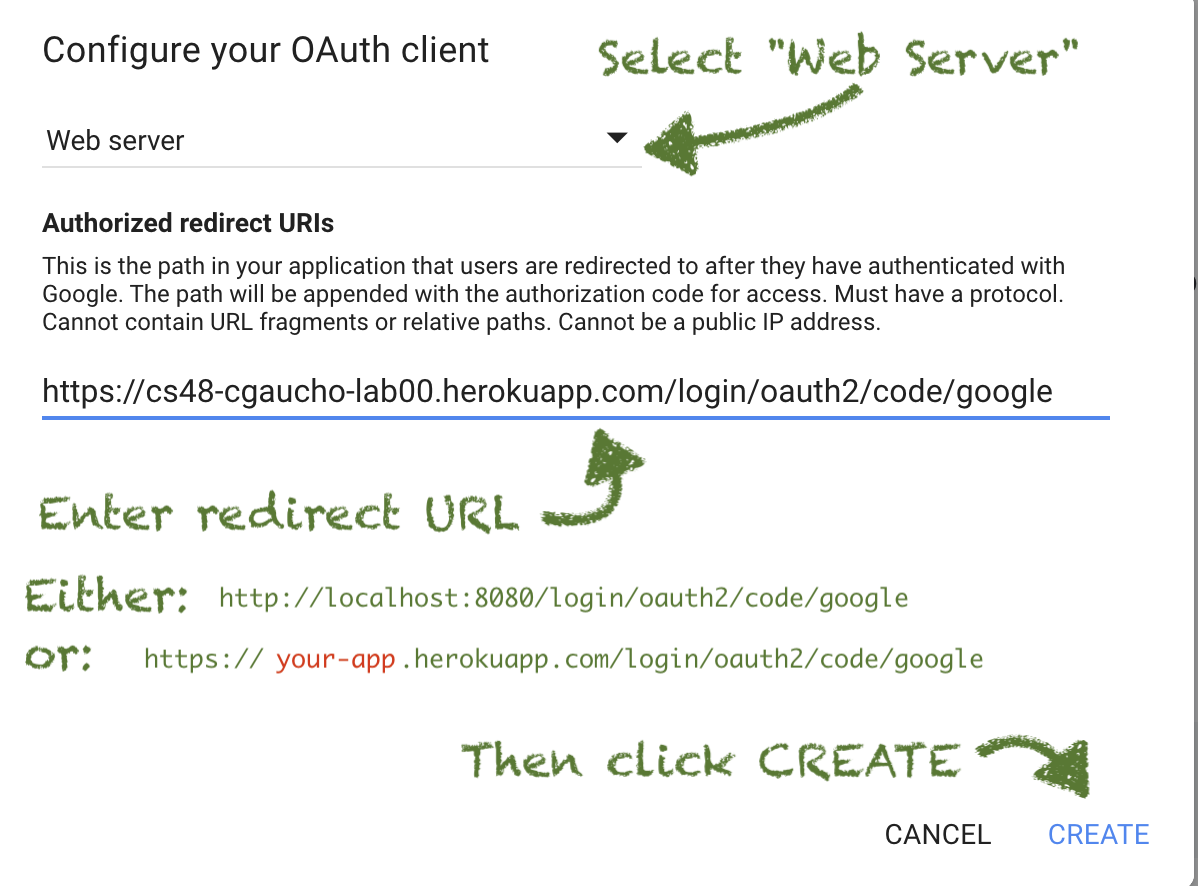 Configure your OAuth client
Select "Web Server"
Web server
Authorized redirect URIs
This is the path in your application that users are redirected to after they have authenticated with
Google. The path will be appended with the authorization code for access. Must have a protocol.
Cannot contain URL fragments or relative paths. Cannot be a public IP address.
https://cs48-cgaucho-lab00.herokuapp.com/login/oauth2/code/google
Enter redirect URL
Either: http://localhost:8080/login/oauth2/code/google
or: https:// your-app .herokuapp.com/login/oauth2/code/google
Then click CREATE
CANCEL CREATE